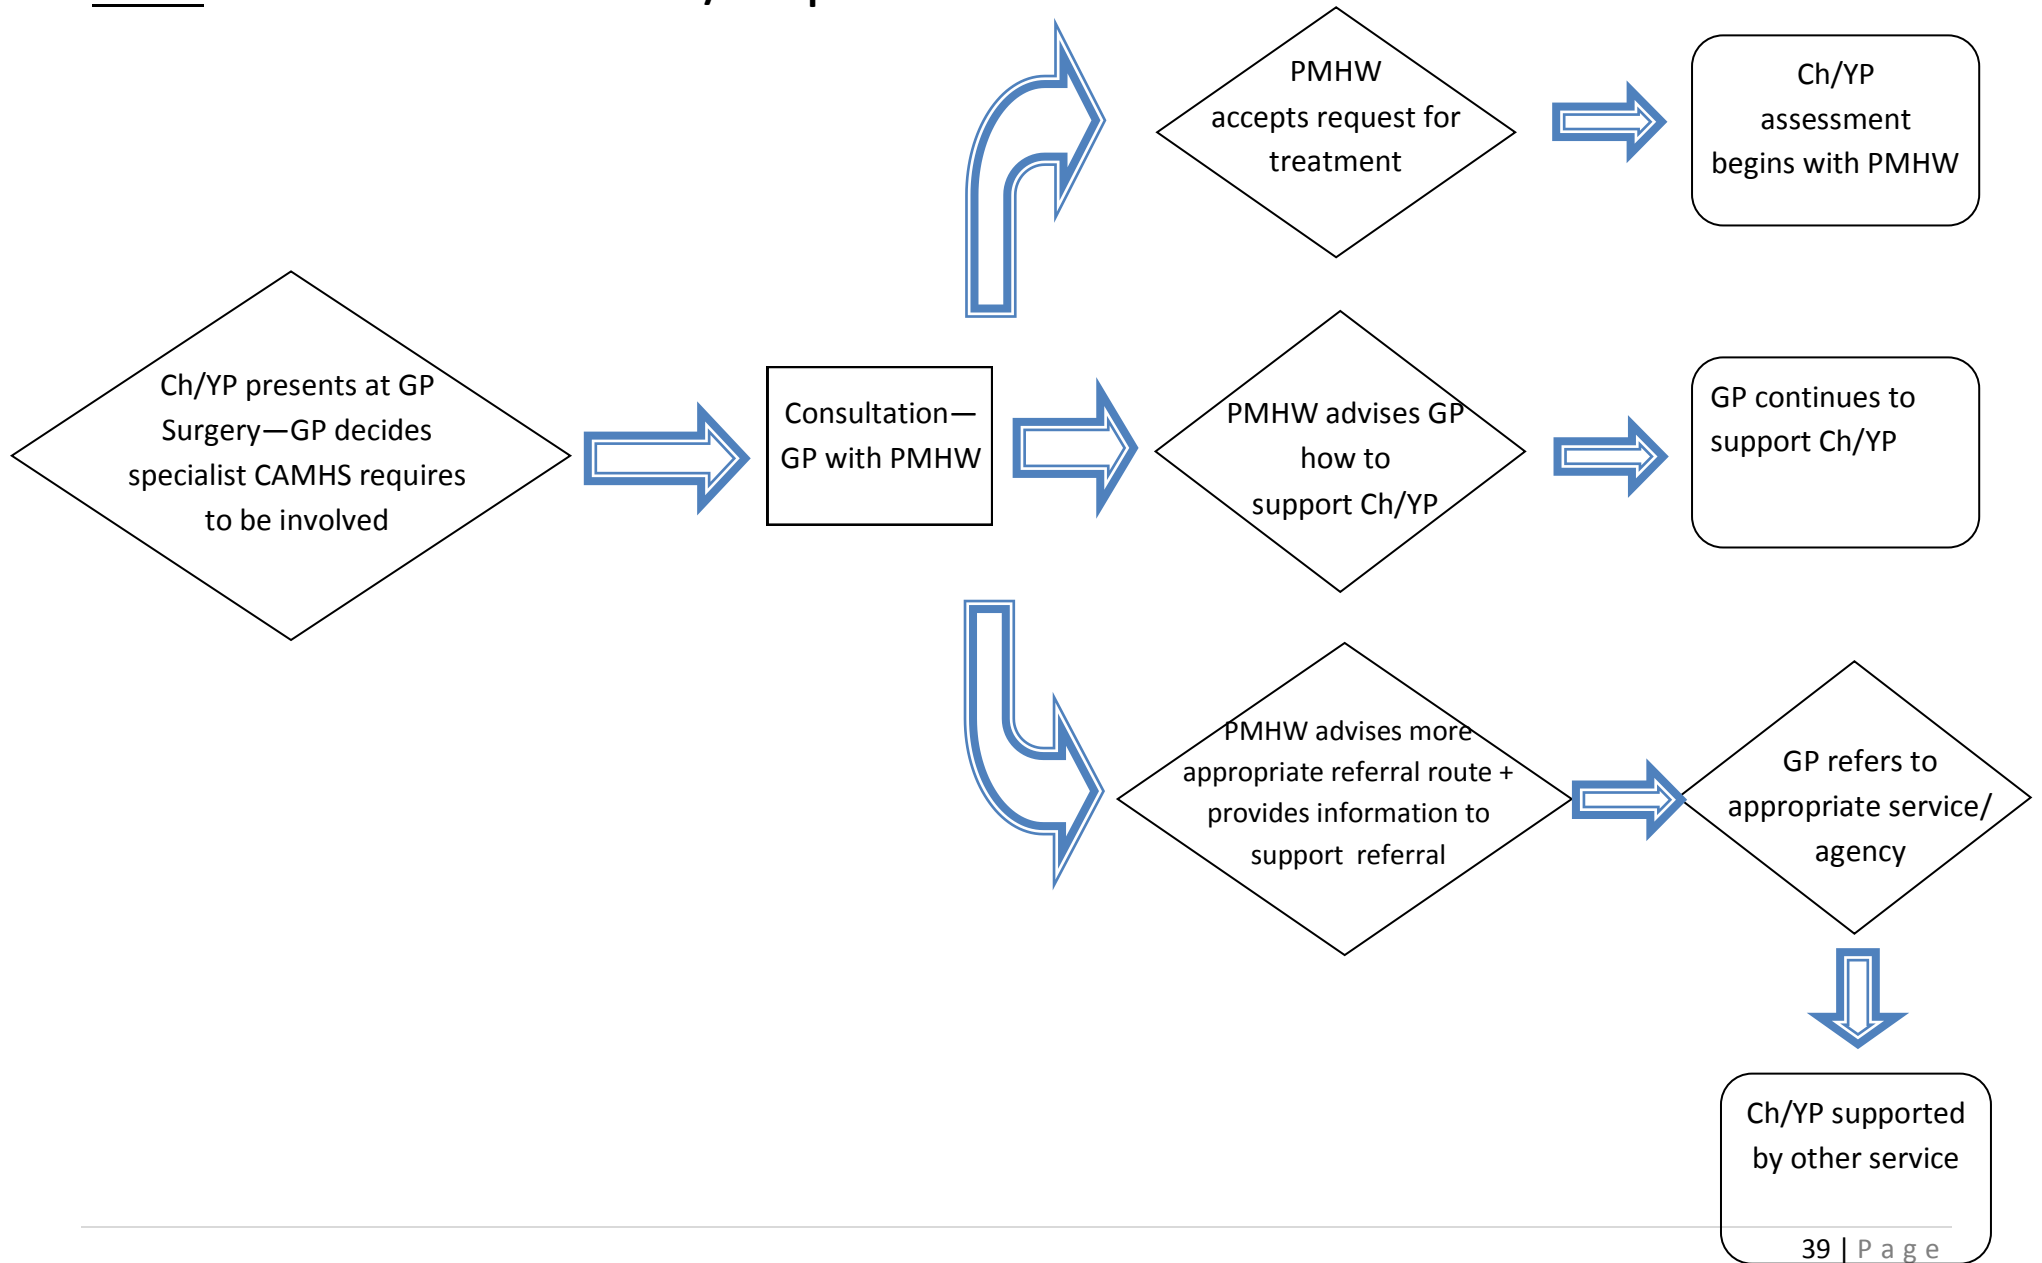 PMHW
accepts request for
treatment
Ch/YP
assessment
begins with PMHW
Ch/YP presents at GP
Surgery—GP decides
specialist CAMHS requires
to be involved
Consultation—
GP with PMHW
PMHW advises GP
how to
support Ch/YP
GP continues to
support Ch/YP
PMHW advises more
appropriate referral route +
provides information to
support referral
GP refers to
appropriate service/
agency
Ch/YP supported
by other service
39 | Page